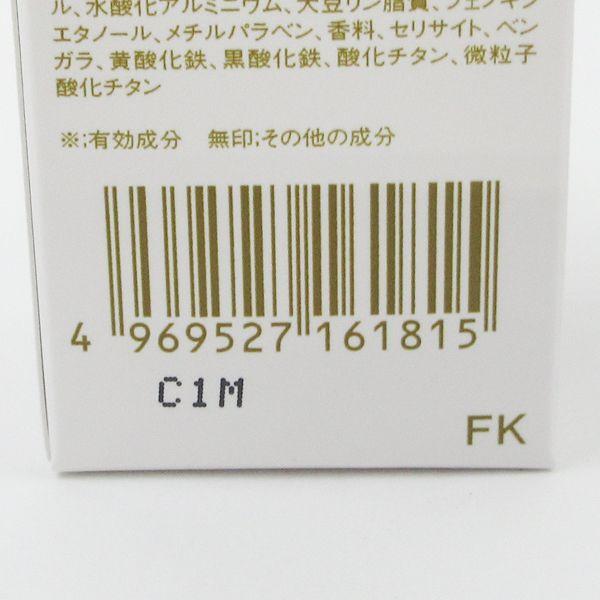 ル、水酸化アルミニウム、大豆リン脂質、フェノキシ
エタノール、メチルパラベン、香料、セリサイト、ベン
ガラ、黄酸化鉄、黒酸化鉄、酸化チタン、微粒子
酸化チタン
※;有効成分　無印;その他の成分
4 969527 161815
C1M
FK